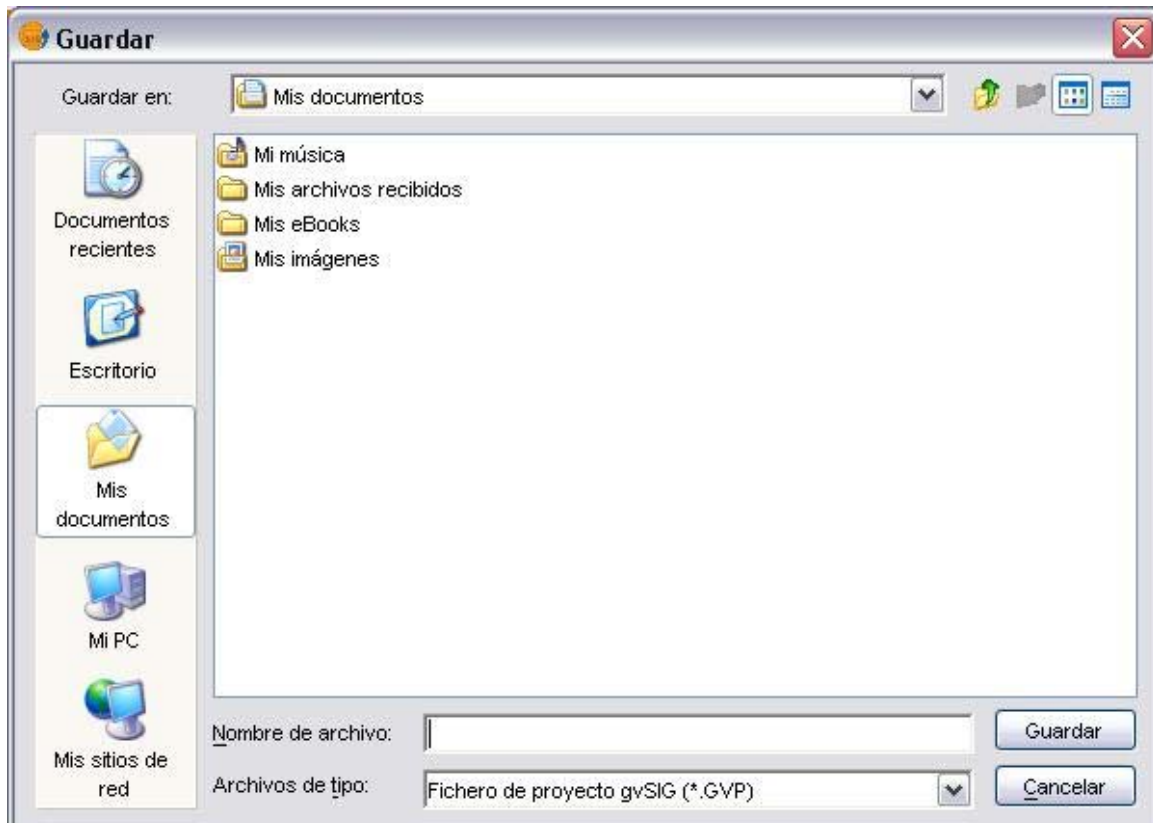 Guardar
Guardar en:
Mis documentos
Documentos
recientes
Escritorio
Mis
documentos
Mi PC
Mis sitios de
red
Mi música
Mis archivos recibidos
Mis eBooks
Mis imágenes
Nombre de archivo:
Guardar
Archivos de tipo:
Fichero de proyecto gvSIG (*.GVP)
Cancelar